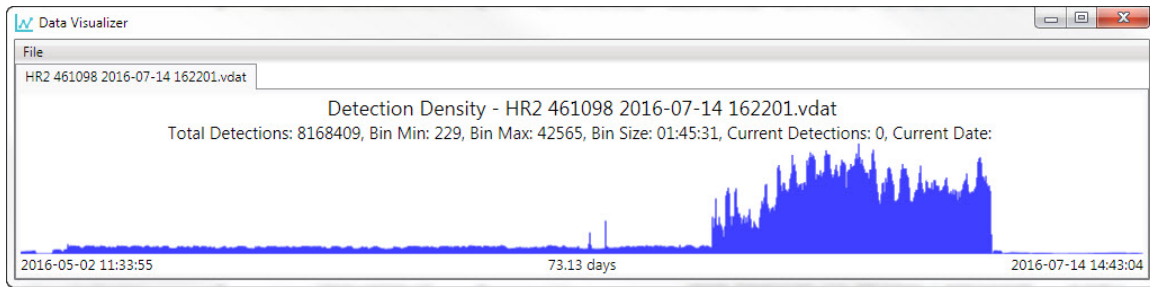 Data Visualizer
File
HR2 461098 2016-07-14 162201.vdat
Detection Density - HR2 461098 2016-07-14 162201.vdat
Total Detections: 8168409, Bin Min: 229, Bin Max: 42565, Bin Size: 01:45:31, Current Detections: 0, Current Date:
2016-05-02 11:33:55 73.13 days 2016-07-14 14:43:04